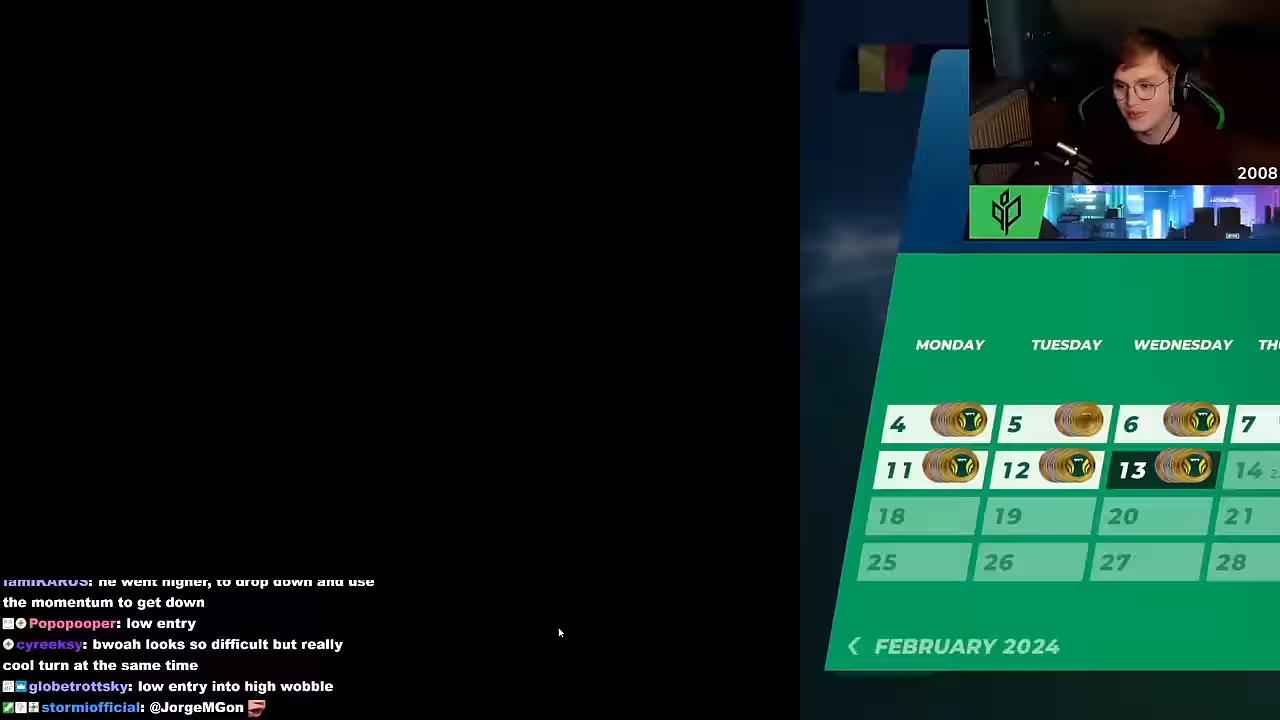 2008
MONDAY TUESDAY WEDNESDAY TH
4 5 6 7
11 12 13 14
18 19 20 21
25 26 27 28
FEBRUARY 2024
iamIKARUS: he went higher, to drop down and use
the momentum to get down
Popopooper: low entry
cyreeksy: bwoah looks so difficult but really
cool turn at the same time
globetrottsky: low entry into high wobble
stormiofficial: @JorgeMGon